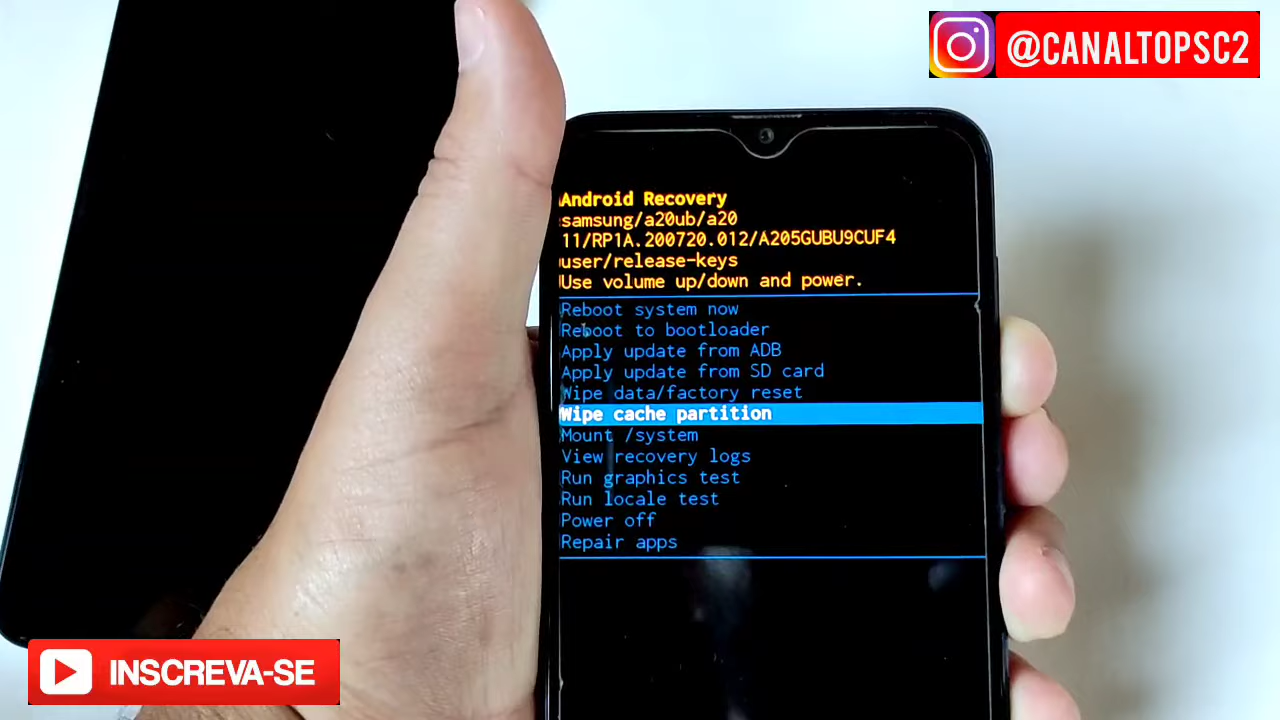 @CANALTOPSC2
Android Recovery
samsung/a20ub/a20
11/RP1A.200720.012/A205GUBU9CUF4
user/release-keys
Use volume up/down and power.
Reboot system now
Reboot to bootloader
Apply update from ADB
Apply update from SD card
Wipe data/factory reset
Wipe cache partition
Mount /system
View recovery logs
Run graphics test
Run locale test
Power off
Repair apps
INSCREVA-SE